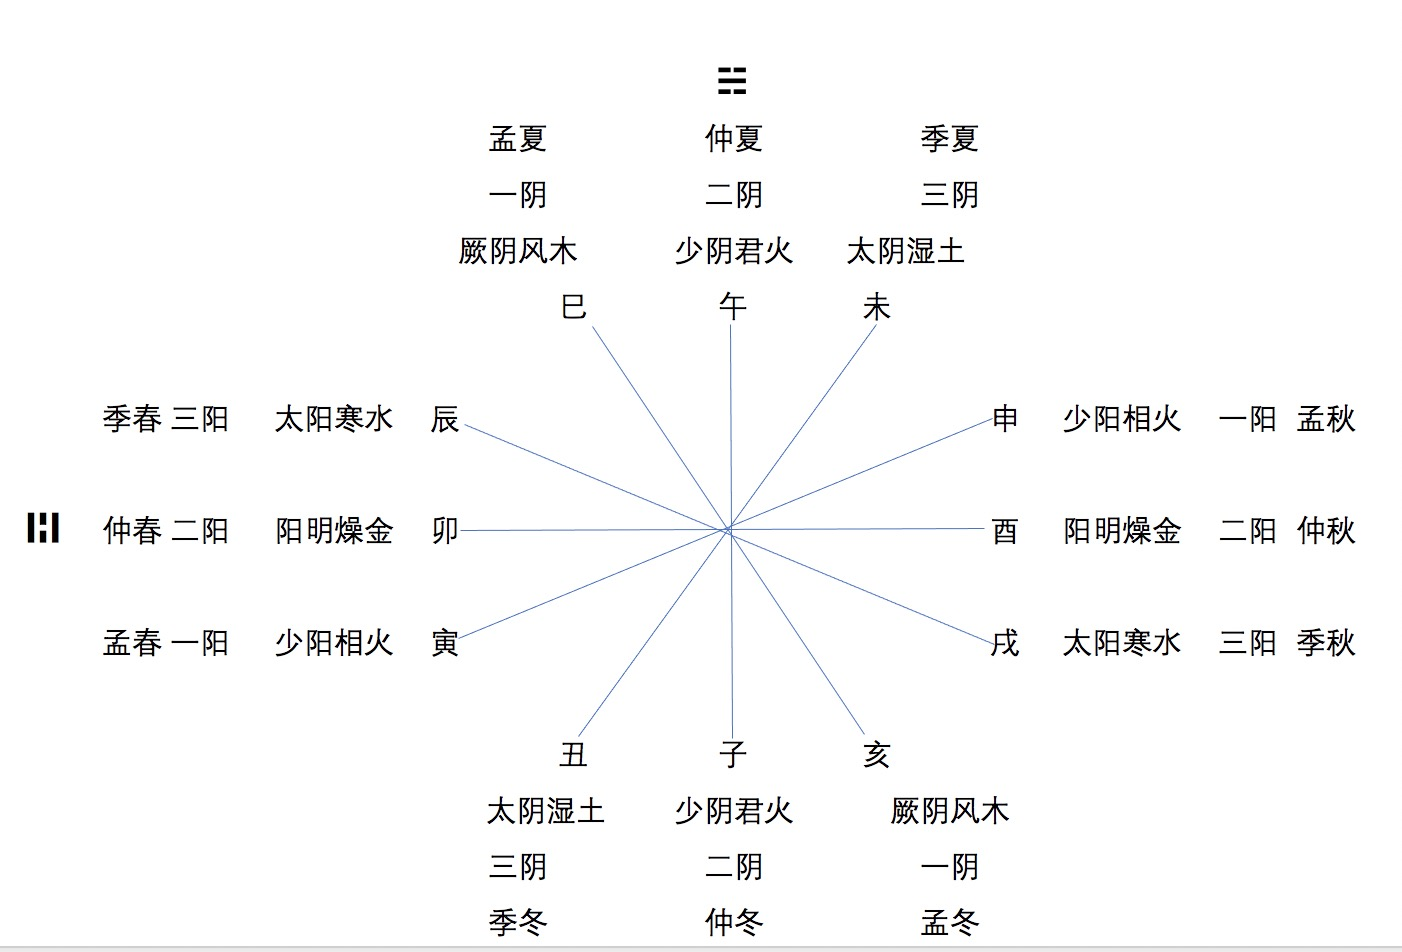 ☵
孟夏 仲夏 季夏
一阴 二阴 三阴
厥阴风木 少阴君火 太阴湿土
巳 午 未
季春 三阳 太阳寒水 辰 申 少阳相火 一阳 孟秋
☲ 仲春 二阳 阳明燥金 卯 酉 阳明燥金 二阳 仲秋
孟春 一阳 少阳相火 寅 戌 太阳寒水 三阳 季秋
丑 子 亥
太阴湿土 少阴君火 厥阴风木
三阴 二阴 一阴
季冬 仲冬 孟冬